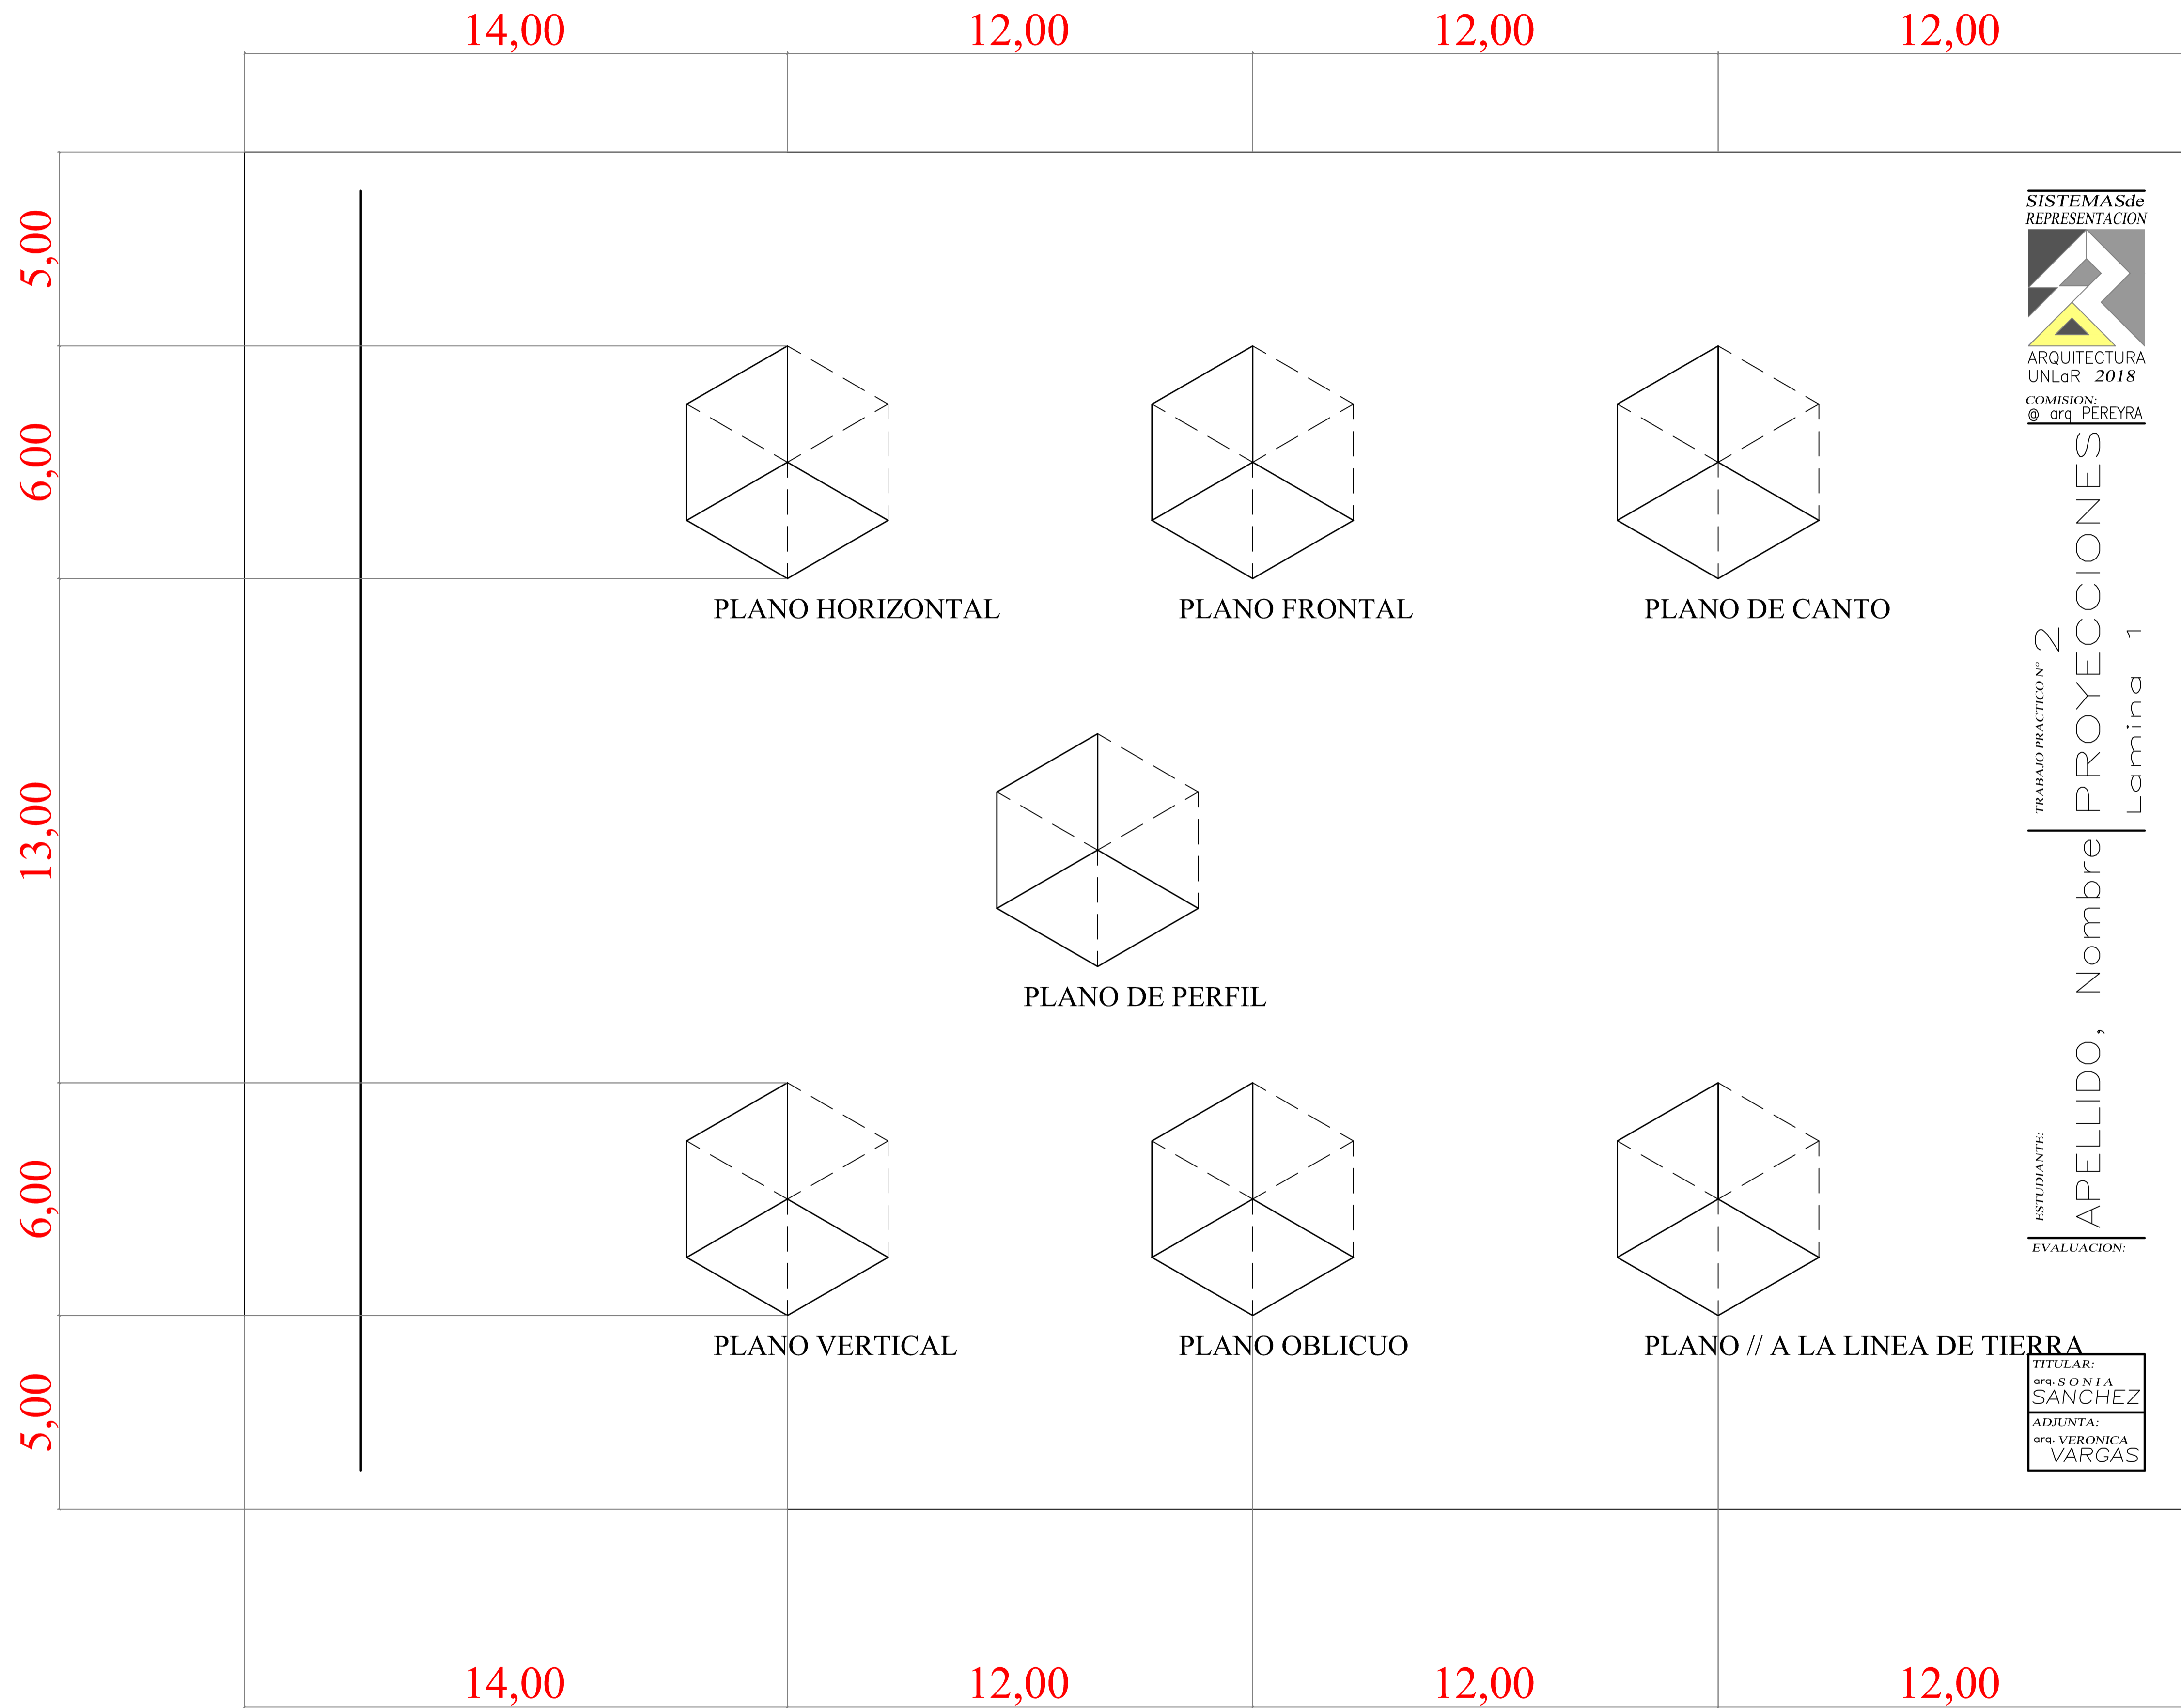 14,00
12,00
12,00
12,00
5,00
6,00
13,00
6,00
5,00
PLANO HORIZONTAL
PLANO FRONTAL
PLANO DE CANTO
PLANO DE PERFIL
PLANO VERTICAL
PLANO OBLICUO
PLANO // A LA LINEA DE TIERRA
SISTEMASde
REPRESENTACION
ARQUITECTURA
UNLaR 2018
COMISION:
@ arq PEREYRA
TRABAJO PRACTICO N° 2
PROYECCIONES
Lamina 1
ESTUDIANTE:
APELLIDO, Nombre
EVALUACION:
TITULAR:
arq. SONIA
SANCHEZ
ADJUNTA:
arq. VERONICA
VARGAS
14,00
12,00
12,00
12,00